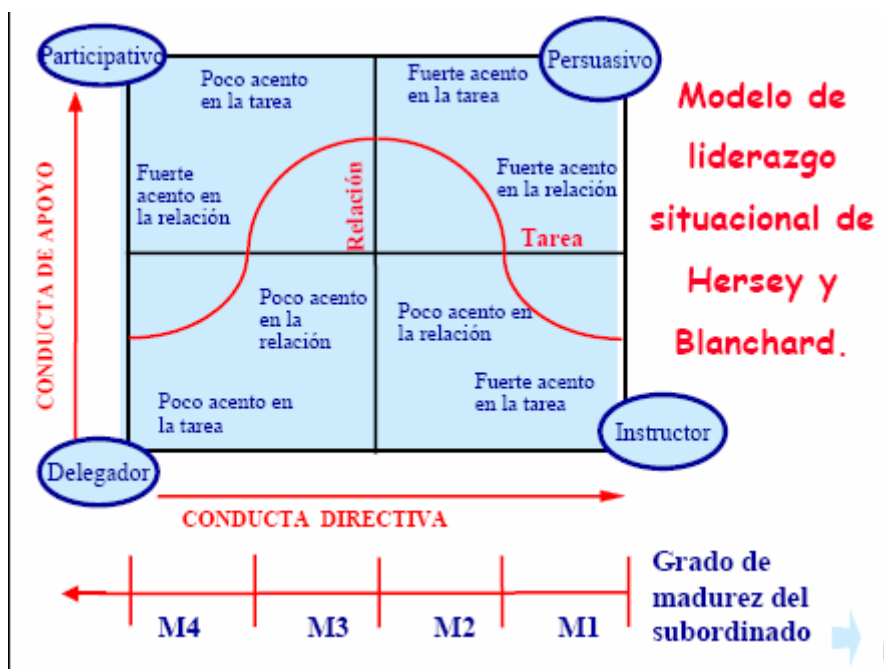 Participativo
Persuasivo
Poco acento
en la tarea
Fuerte acento
en la tarea
Fuerte
acento en
la relación
Fuerte acento
en la relación
Relación
Tarea
Poco acento
en la
relación
Poco acento
en la relación
Poco acento en
la tarea
Fuerte acento
en la tarea
Delegador
Instructor
CONDUCTA DE APOYO
CONDUCTA DIRECTIVA
Modelo de
liderazgo
situacional de
Hersey y
Blanchard.
M4
M3
M2
M1
Grado de
madurez del
subordinado